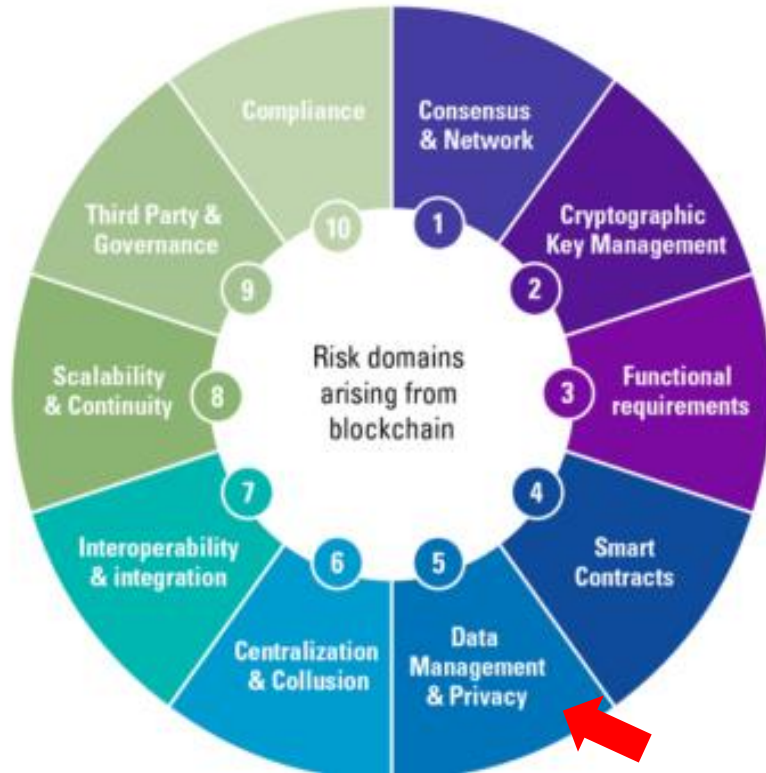 Compliance
Consensus
& Network
Third Party &
Governance
Cryptographic
Key Management
10
1
9
2
Risk domains
arising from
blockchain
Scalability
& Continuity
8
3
Functional
requirements
7
4
Interoperability
& integration
Smart
Contracts
6
5
Centralization
& Collusion
Data
Management
& Privacy